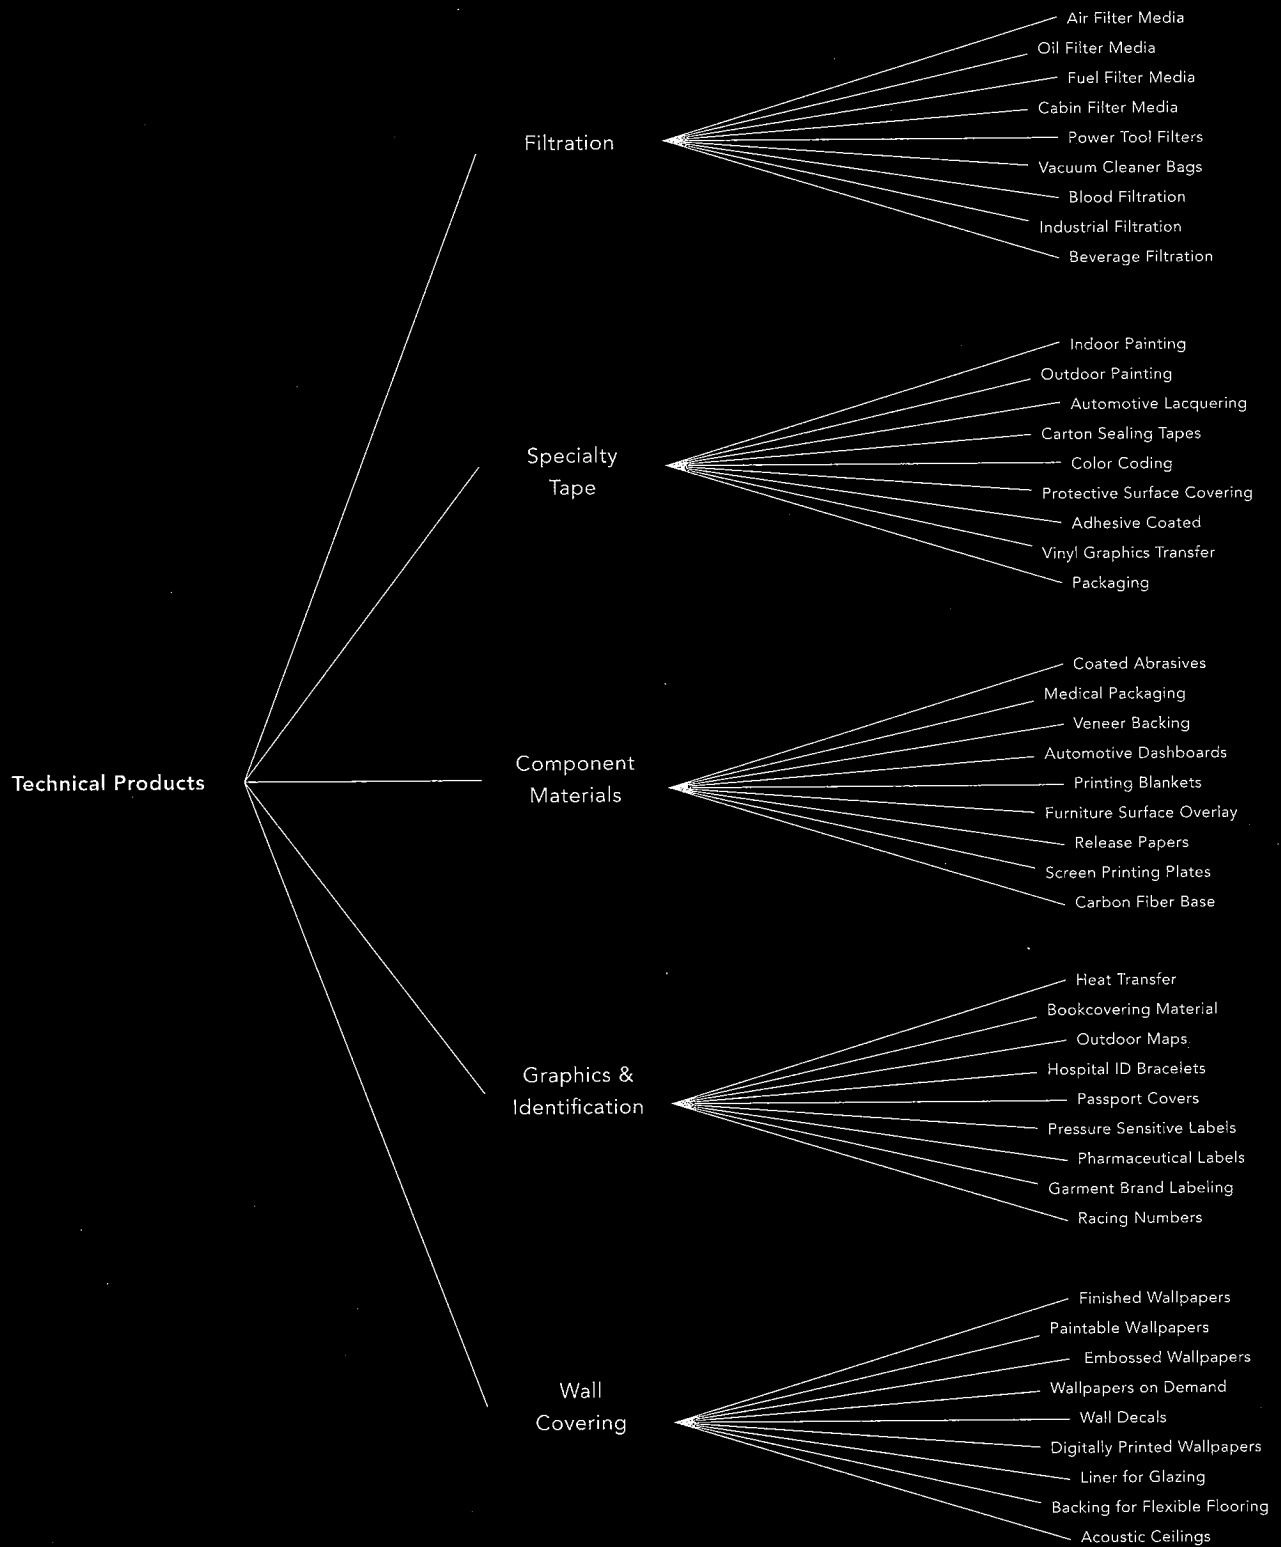 Technical Products
Filtration
Air Filter Media
Oil Filter Media
Fuel Filter Media
Cabin Filter Media
Power Tool Filters
Vacuum Cleaner Bags
Blood Filtration
Industrial Filtration
Beverage Filtration
Specialty
Tape
Indoor Painting
Outdoor Painting
Automotive Lacquering
Carton Sealing Tapes
Color Coding
Protective Surface Covering
Adhesive Coated
Vinyl Graphics Transfer
Packaging
Component
Materials
Coated Abrasives
Medical Packaging
Veneer Backing
Automotive Dashboards
Printing Blankets
Furniture Surface Overlay
Release Papers
Screen Printing Plates
Carbon Fiber Base
Graphics &
Identification
Heat Transfer
Bookcovering Material
Outdoor Maps
Hospital ID Bracelets
Passport Covers
Pressure Sensitive Labels
Pharmaceutical Labels
Garment Brand Labeling
Racing Numbers
Wall
Covering
Finished Wallpapers
Paintable Wallpapers
Embossed Wallpapers
Wallpapers on Demand
Wall Decals
Digitally Printed Wallpapers
Liner for Glazing
Backing for Flexible Flooring
Acoustic Ceilings